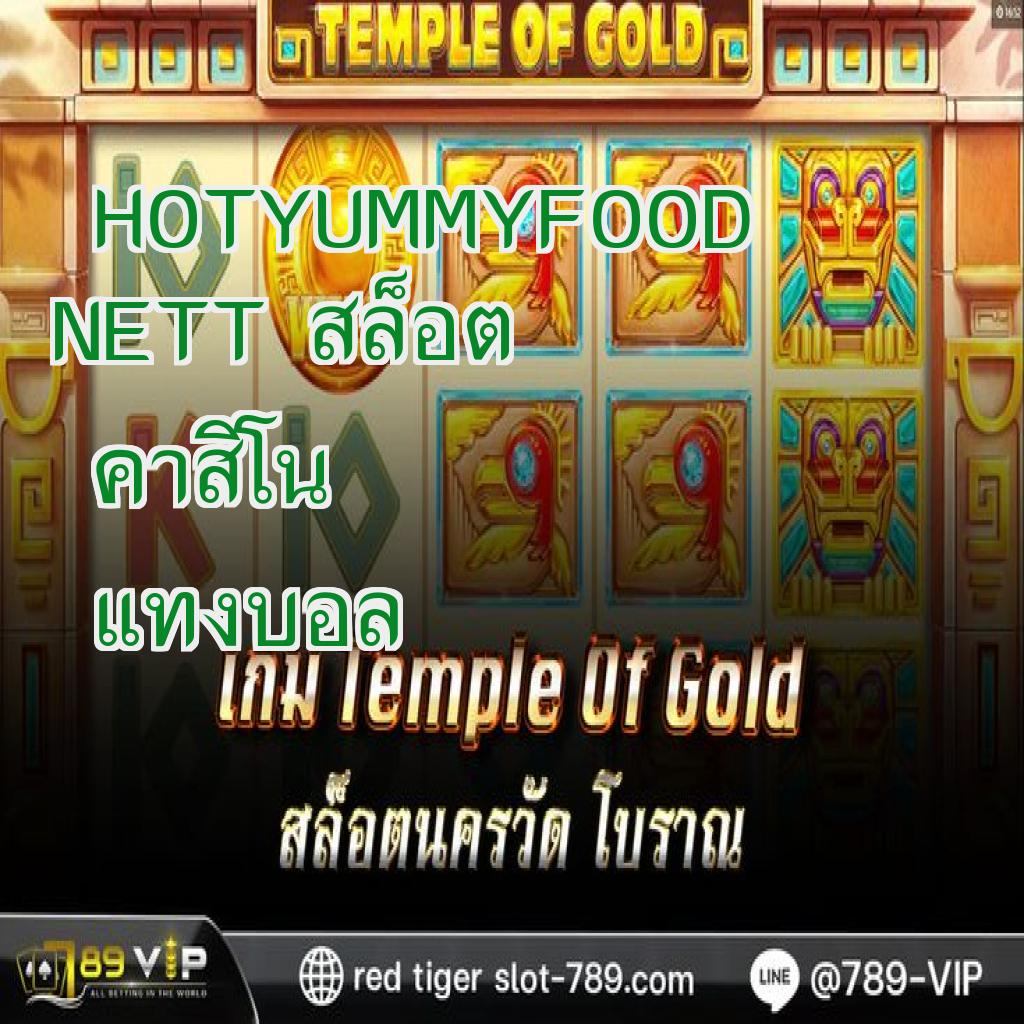 TEMPLE OF GOLD
HOTYUMMYFOOD
NETT สล็อต
คาสิโน
แทงบอล
เกม Temple Of Gold
สล็อตนครวัด โบราณ
789 VIP
ALL BETTING IN THE WORLD
red tiger slot-789.com
LINE @789-VIP